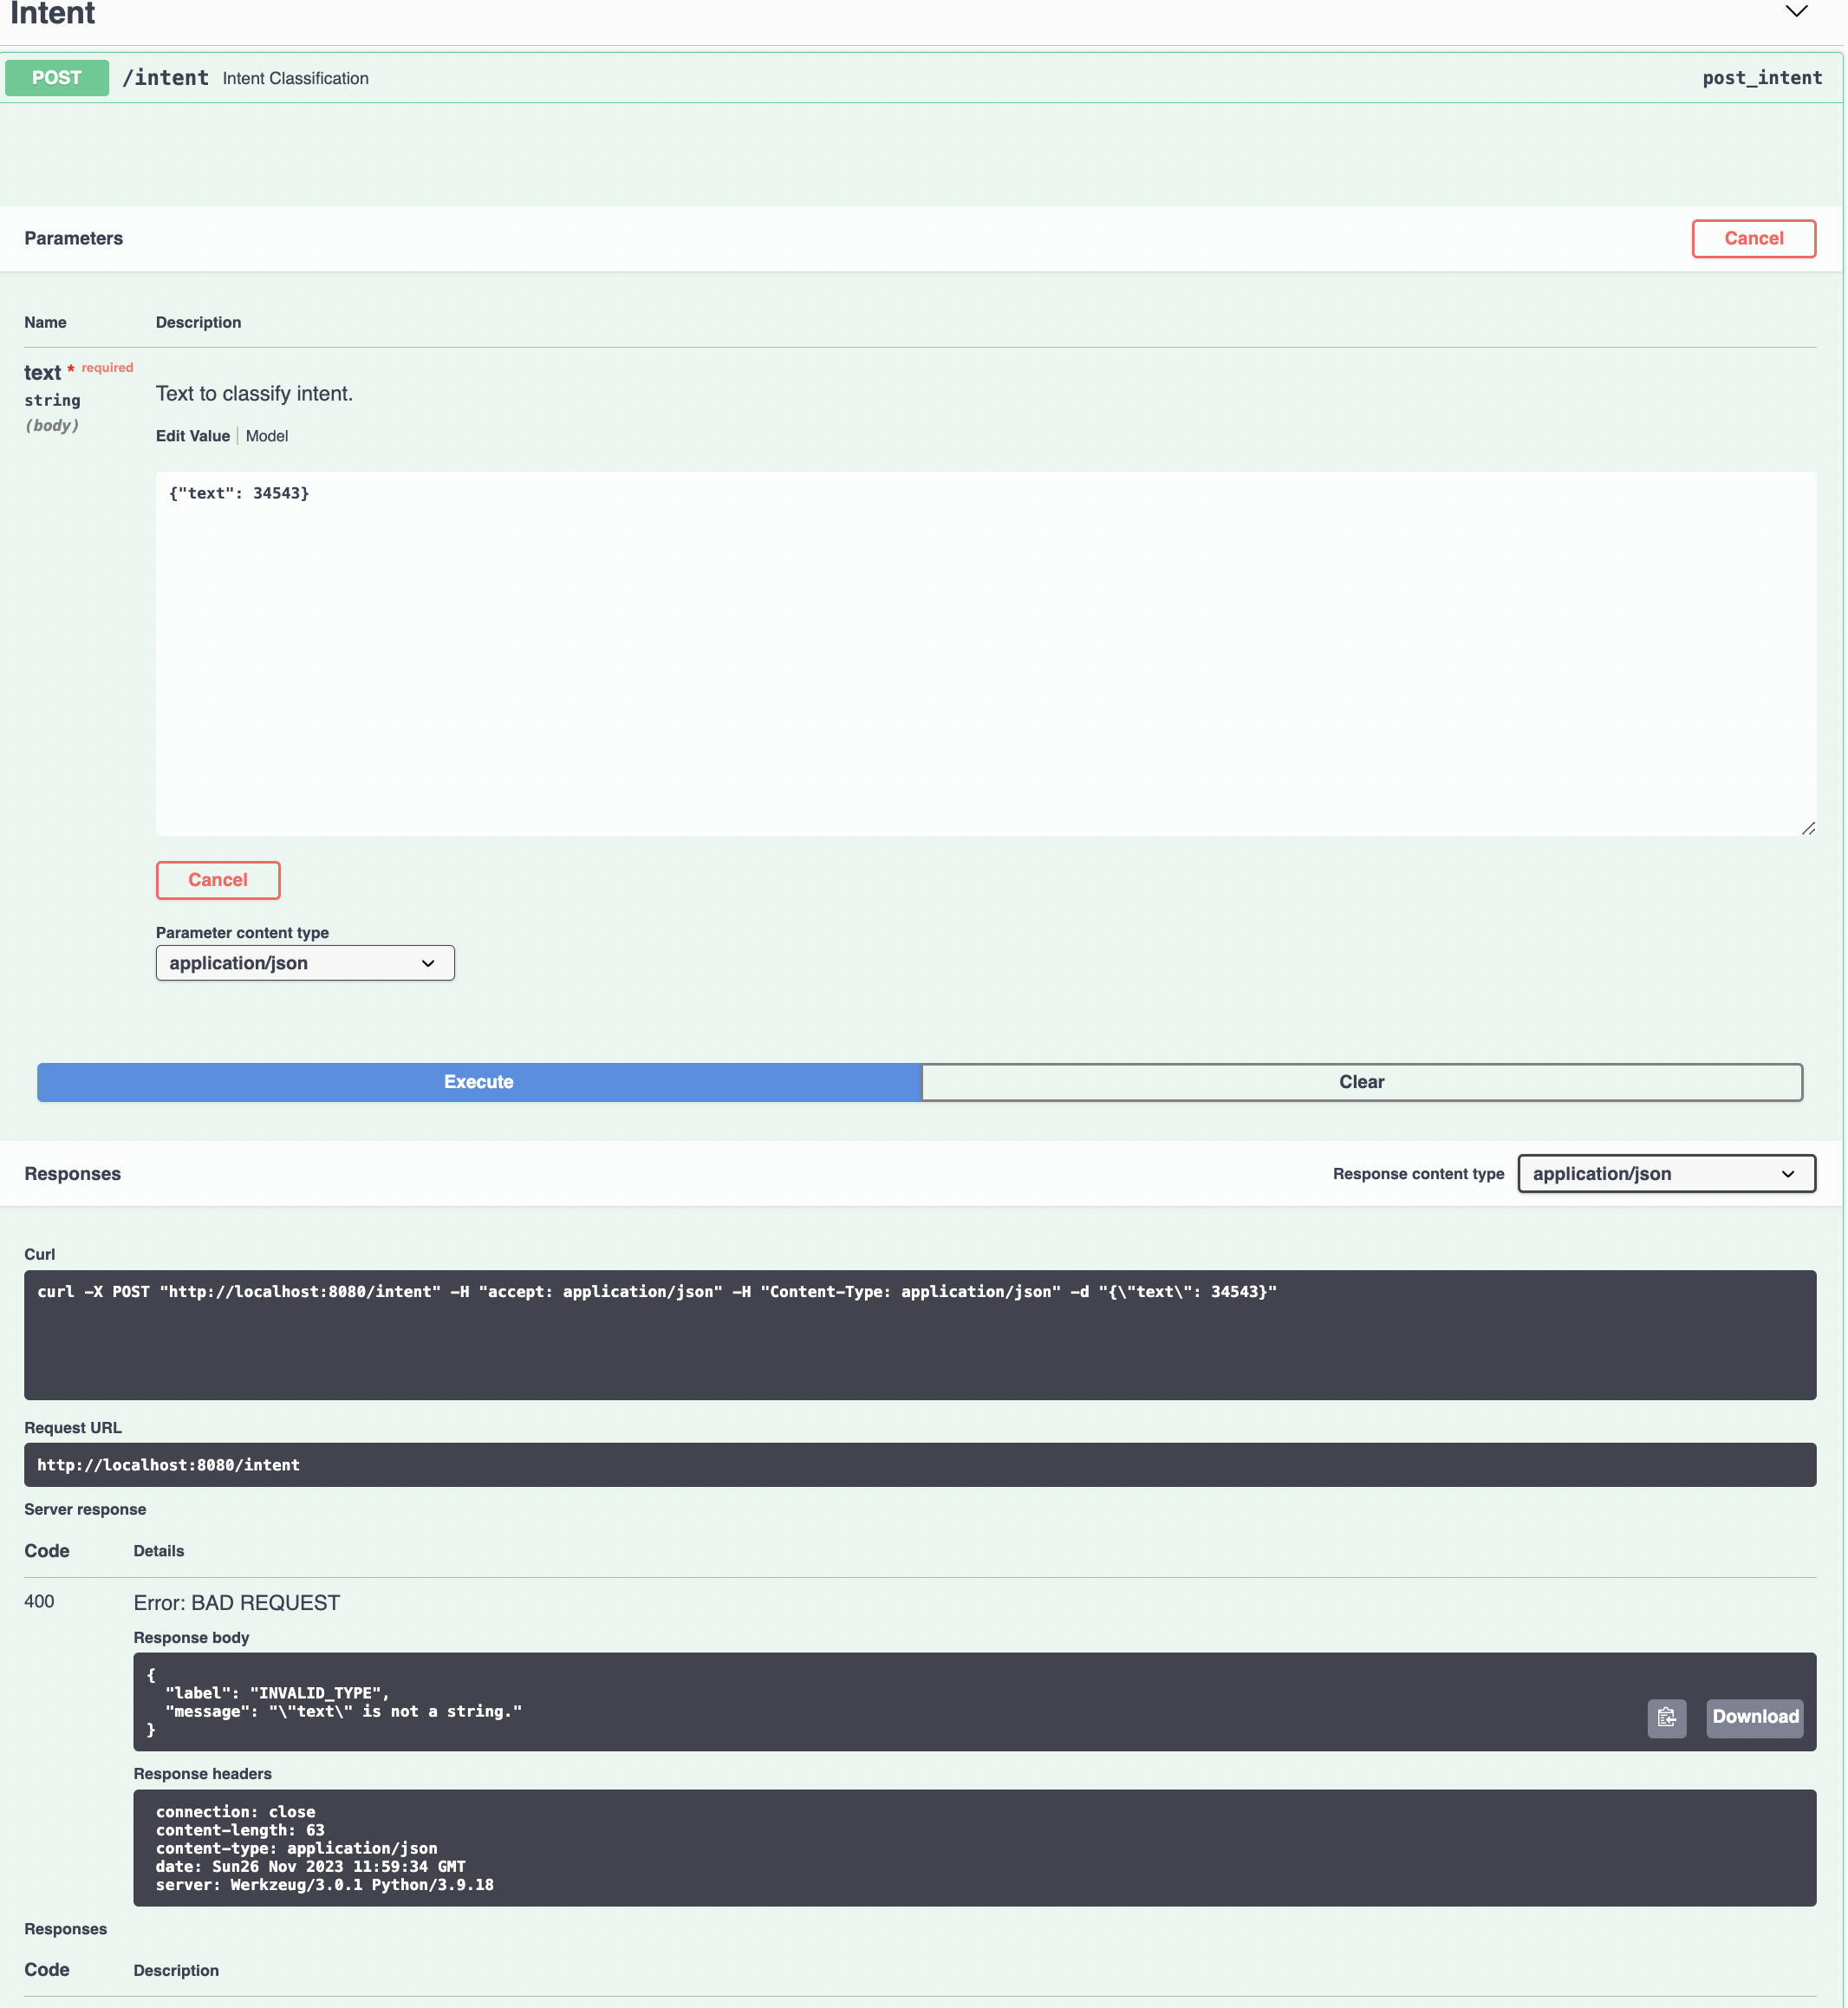 Intent
POST /intent Intent Classification post_intent
Parameters Cancel
Name Description
text * required
string
(body)
Text to classify intent.
Edit Value | Model
{"text": 34543}
Cancel
Parameter content type
application/json
Execute Clear
Responses Response content type application/json
Curl
curl -X POST "http://localhost:8080/intent" -H "accept: application/json" -H "Content-Type: application/json" -d "{\"text\": 34543}"
Request URL
http://localhost:8080/intent
Server response
Code Details
400 Error: BAD REQUEST
Response body
{
  "label": "INVALID_TYPE",
  "message": "\"text\" is not a string."
}
Download
Response headers
connection: close
content-length: 63
content-type: application/json
date: Sun26 Nov 2023 11:59:34 GMT
server: Werkzeug/3.0.1 Python/3.9.18
Responses
Code Description